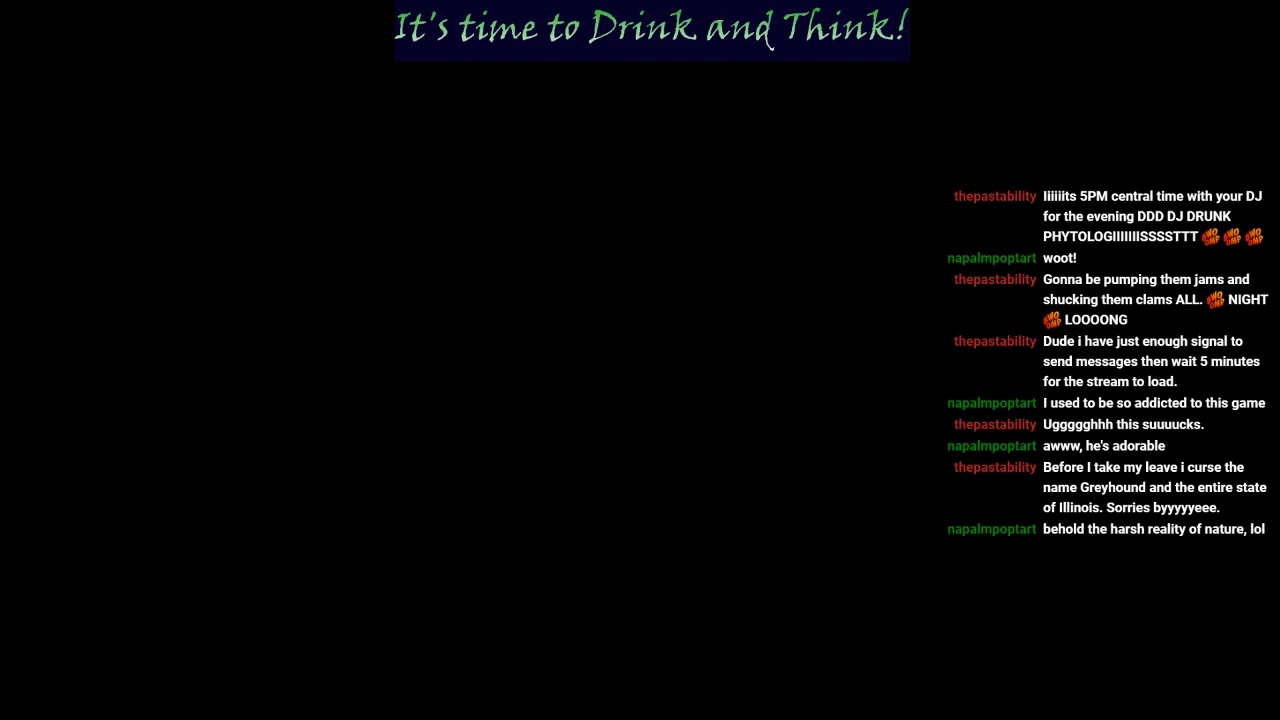 It's time to Drink and Think!
thepastability Iiiiiits 5PM central time with your DJ
for the evening DDD DJ DRUNK
PHYTOLOGIIIIIIISSSSTTT
napalmpoptart woot!
thepastability Gonna be pumping them jams and
shucking them clams ALL. NIGHT
LOOOONG
thepastability Dude i have just enough signal to
send messages then wait 5 minutes
for the stream to load.
napalmpoptart I used to be so addicted to this game
thepastability Uggggghhh this suuuucks.
napalmpoptart awww, he's adorable
thepastability Before I take my leave i curse the
name Greyhound and the entire state
of Illinois. Sorries byyyyyeee.
napalmpoptart behold the harsh reality of nature, lol